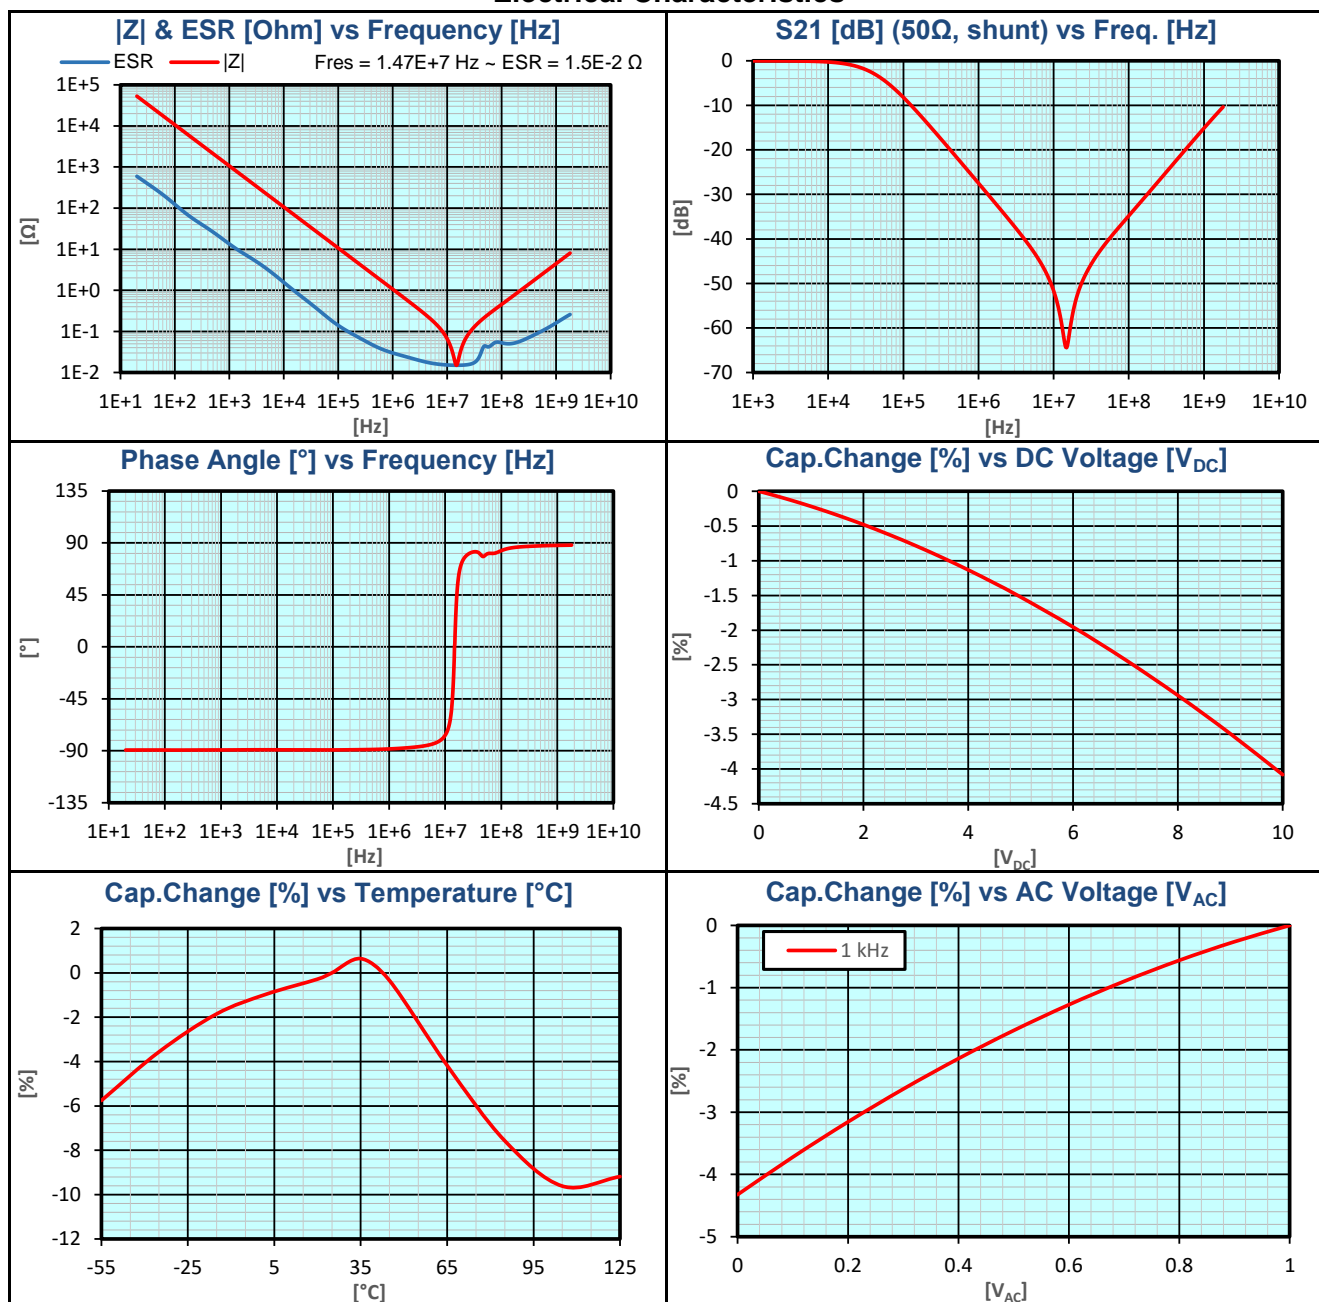 |Z| & ESR [Ohm] vs Frequency [Hz]
ESR |Z| Fres = 1.47E+7 Hz ~ ESR = 1.5E-2 Ω
1E+5
1E+4
1E+3
1E+2
1E+1
1E+0
1E-1
1E-2
[Ω]
1E+1 1E+2 1E+3 1E+4 1E+5 1E+6 1E+7 1E+8 1E+9 1E+10
[Hz]
S21 [dB] (50Ω, shunt) vs Freq. [Hz]
0
-10
-20
-30
-40
-50
-60
-70
[dB]
1E+3 1E+4 1E+5 1E+6 1E+7 1E+8 1E+9 1E+10
[Hz]
Phase Angle [°] vs Frequency [Hz]
135
90
45
0
-45
-90
-135
[°]
1E+1 1E+2 1E+3 1E+4 1E+5 1E+6 1E+7 1E+8 1E+9 1E+10
[Hz]
Cap.Change [%] vs DC Voltage [VDC]
0
-0.5
-1
-1.5
-2
-2.5
-3
-3.5
-4
-4.5
[%]
0 2 4 6 8 10
[VDC]
Cap.Change [%] vs Temperature [°C]
2
0
-2
-4
-6
-8
-10
-12
[%]
-55 -25 5 35 65 95 125
[°C]
Cap.Change [%] vs AC Voltage [VAC]
1 kHz
0
-1
-2
-3
-4
-5
[%]
0 0.2 0.4 0.6 0.8 1
[VAC]